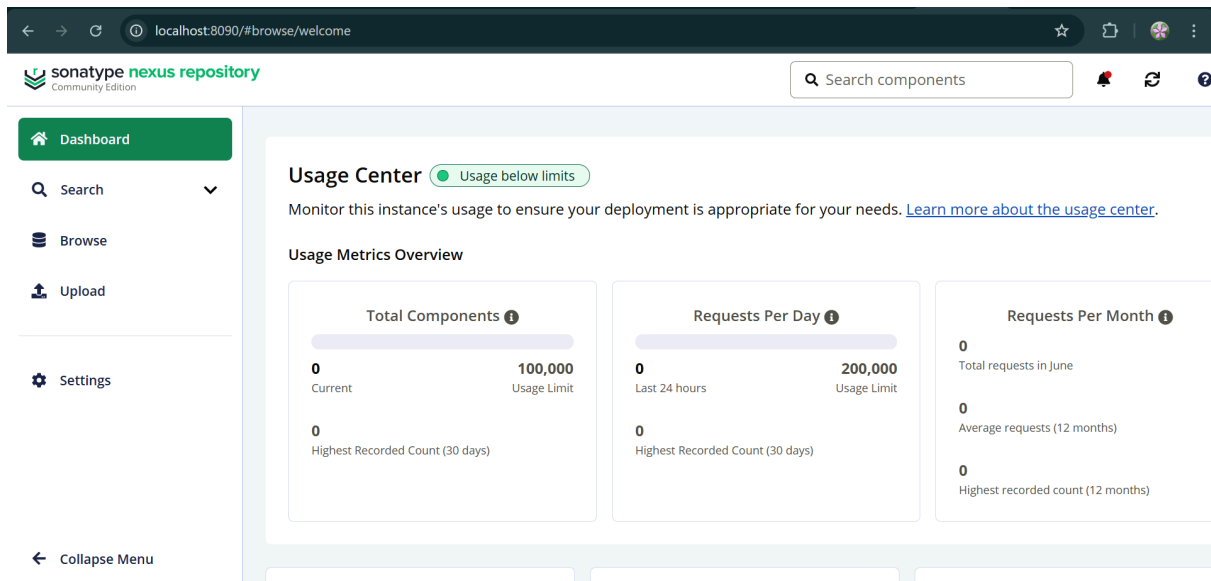 localhost:8090/#browse/welcome
sonatype nexus repository
Community Edition
Search components
Dashboard
Search
Browse
Upload
Settings
Collapse Menu
Usage Center
Usage below limits
Monitor this instance's usage to ensure your deployment is appropriate for your needs. Learn more about the usage center.
Usage Metrics Overview
Total Components
0 100,000
Current Usage Limit
0
Highest Recorded Count (30 days)
Requests Per Day
0 200,000
Last 24 hours Usage Limit
0
Highest Recorded Count (30 days)
Requests Per Month
0
Total requests in June
0
Average requests (12 months)
0
Highest recorded count (12 months)